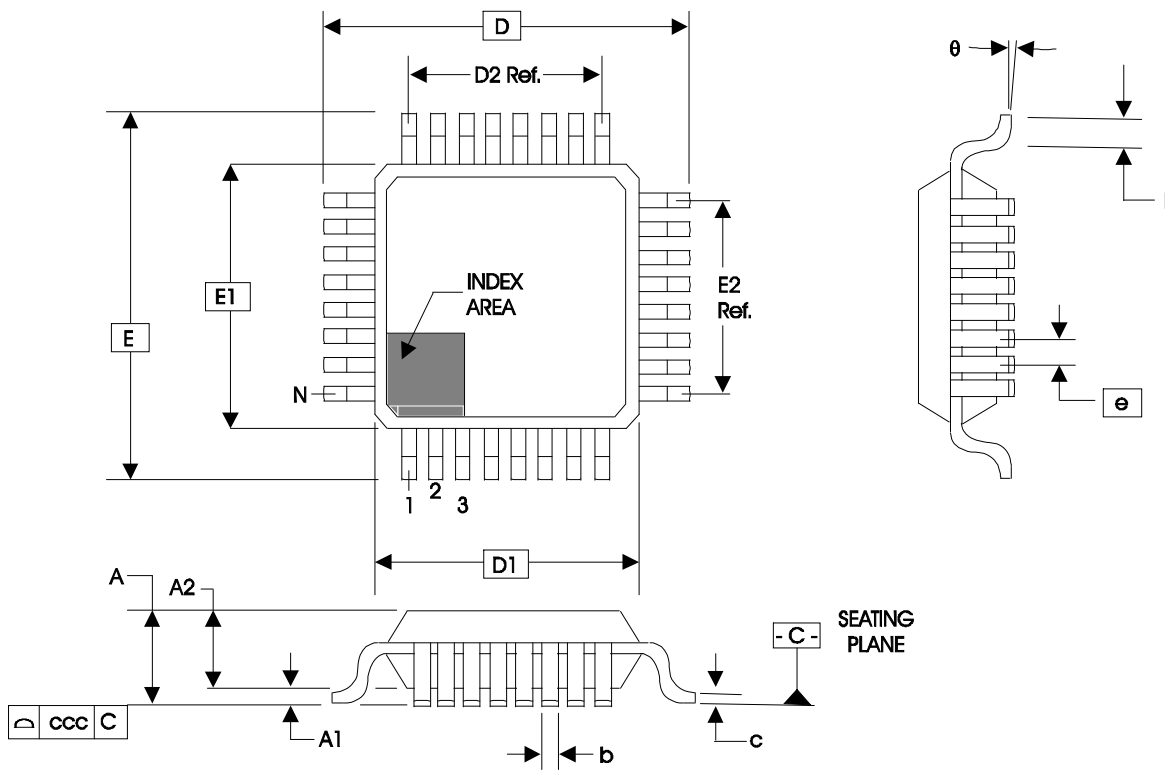 D
D2 Ref.
θ
E1
INDEX
AREA
E2
Ref.
E
N
e
1
2
3
D1
A
A2
- C -
SEATING
PLANE
ccc C
A1
b
c